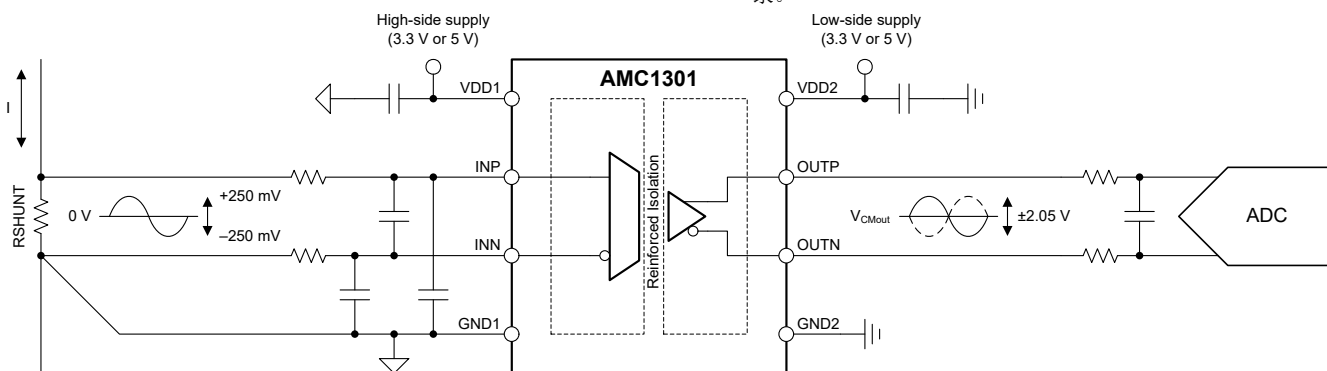 条。
High-side supply
(3.3 V or 5 V)
Low-side supply
(3.3 V or 5 V)
AMC1301
VDD1
VDD2
I
INP
OUTP
RSHUNT
0 V
+250 mV
–250 mV
Reinforced Isolation
VCMout
±2.05 V
ADC
INN
OUTN
GND1
GND2